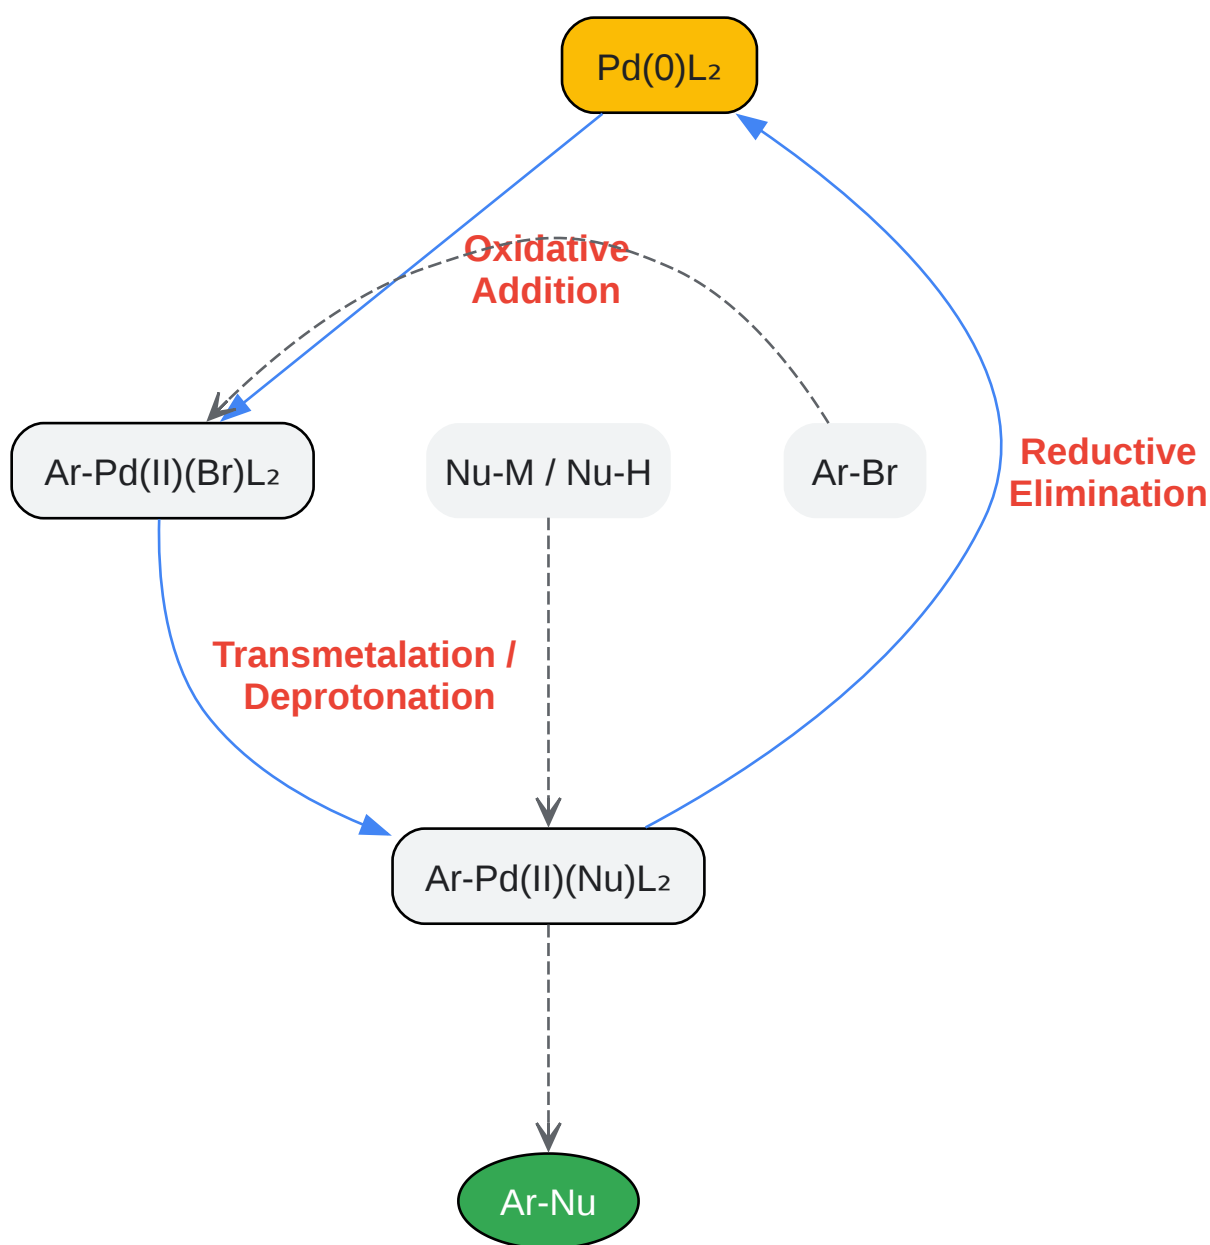 Pd(0)L₂
Oxidative
Addition
Ar-Pd(II)(Br)L₂
Nu-M / Nu-H
Ar-Br
Reductive
Elimination
Transmetalation /
Deprotonation
Ar-Pd(II)(Nu)L₂
Ar-Nu